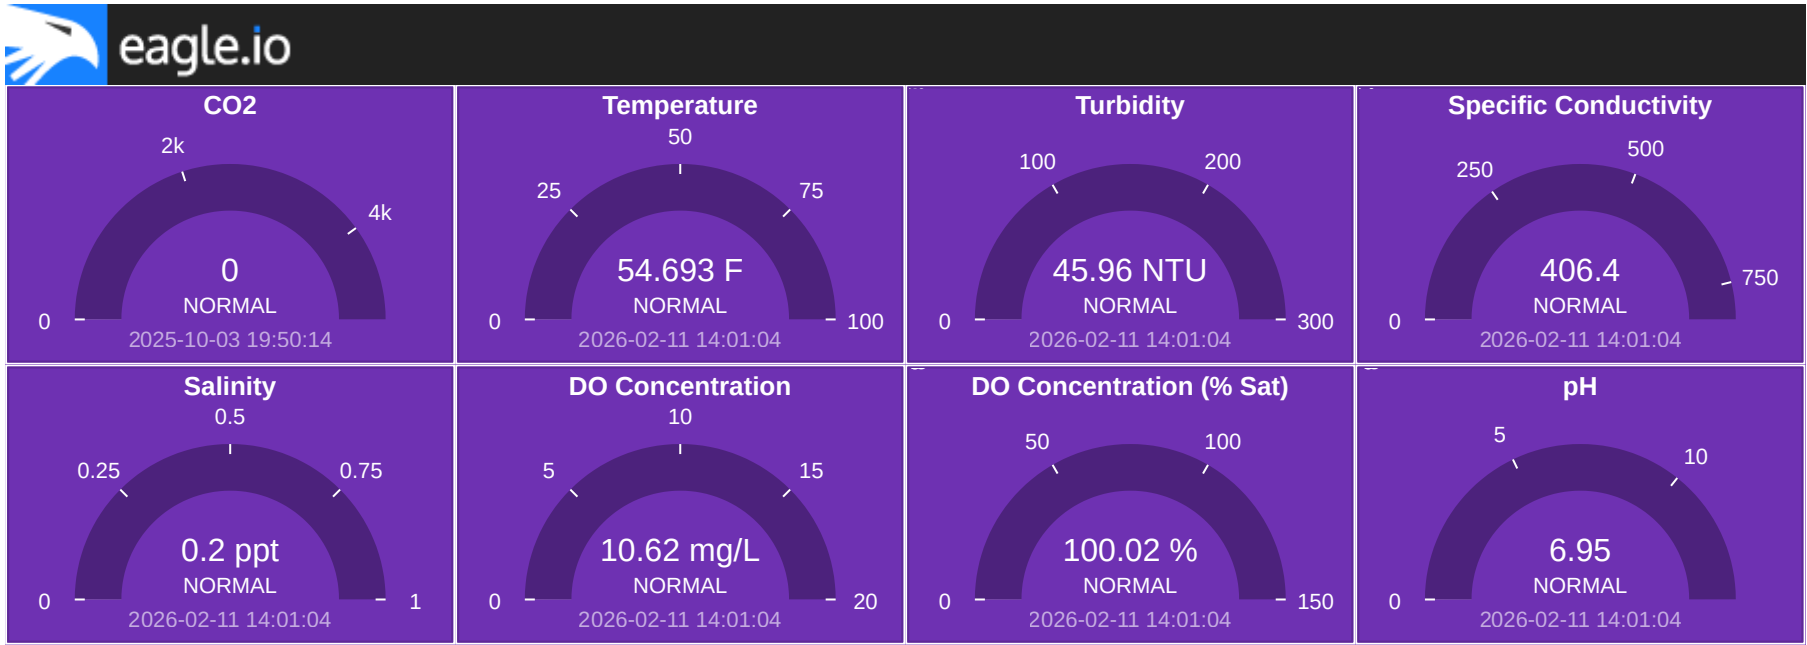 eagle.io
CO2
2k
4k
0
0
NORMAL
2025-10-03 19:50:14
Temperature
50
25
75
54.693 F
NORMAL
0
100
2026-02-11 14:01:04
Turbidity
100
200
45.96 NTU
NORMAL
0
300
2026-02-11 14:01:04
Specific Conductivity
500
250
750
406.4
NORMAL
0
2026-02-11 14:01:04
Salinity
0.5
0.25
0.75
0.2 ppt
NORMAL
0
1
2026-02-11 14:01:04
DO Concentration
10
5
15
10.62 mg/L
NORMAL
0
20
2026-02-11 14:01:04
DO Concentration (% Sat)
50
100
100.02 %
NORMAL
0
150
2026-02-11 14:01:04
pH
5
10
6.95
NORMAL
0
2026-02-11 14:01:04